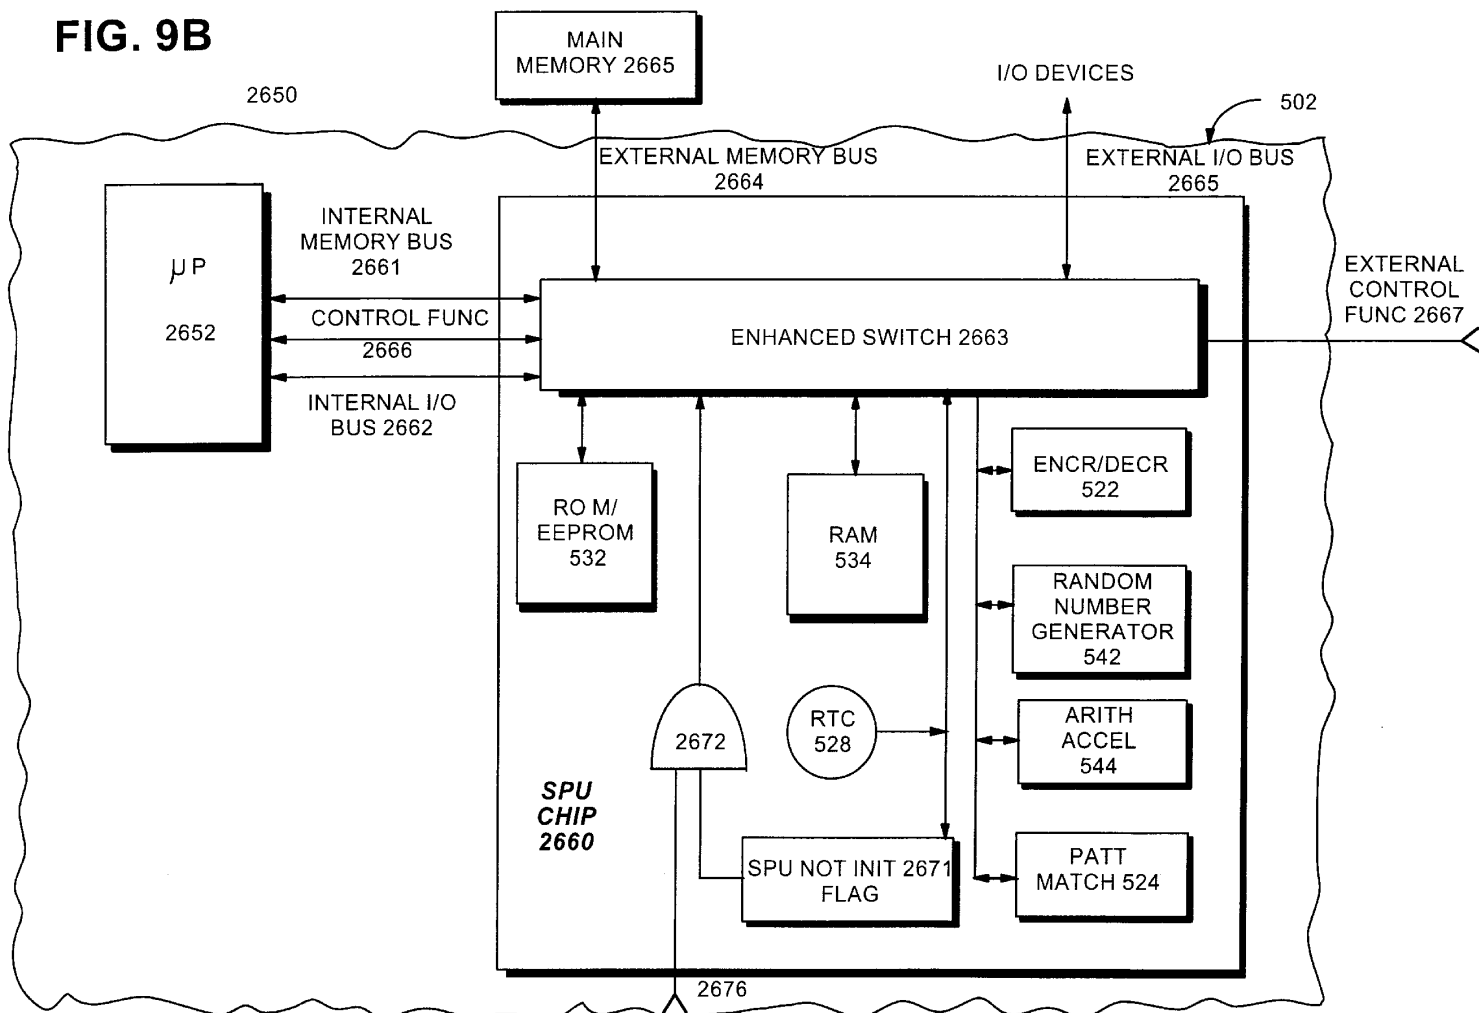 FIG. 9B
MAIN
MEMORY 2665
I/O DEVICES
2650
502
EXTERNAL MEMORY BUS
2664
EXTERNAL I/O BUS
2665
INTERNAL
MEMORY BUS
2661
µP
2652
CONTROL FUNC
2666
INTERNAL I/O
BUS 2662
ENHANCED SWITCH 2663
EXTERNAL
CONTROL
FUNC 2667
RO M/
EEPROM
532
RAM
534
ENCR/DECR
522
RANDOM
NUMBER
GENERATOR
542
2672
RTC
528
ARITH
ACCEL
544
SPU
CHIP
2660
SPU NOT INIT 2671
FLAG
PATT
MATCH 524
2676